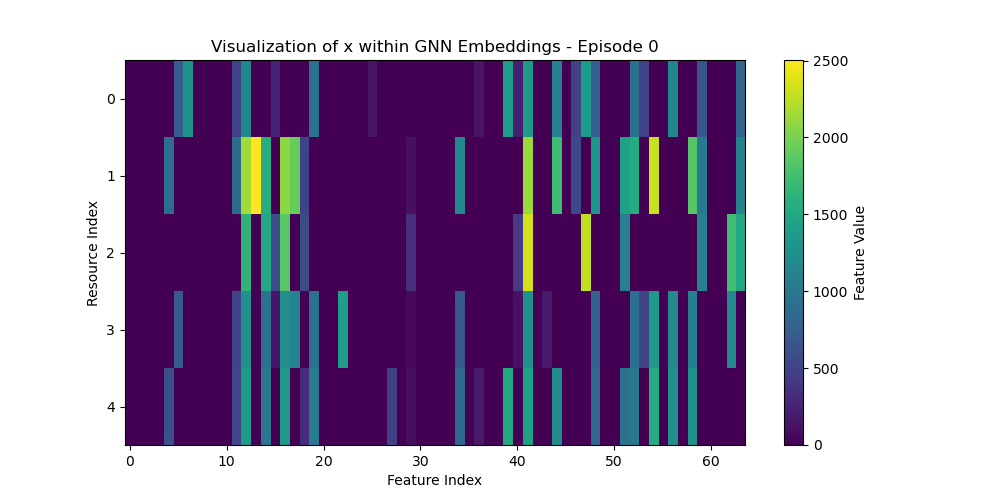 Visualization of x within GNN Embeddings - Episode 0
Resource Index
0
1
2
3
4
0 10 20 30 40 50 60
Feature Index
2500
2000
1500
1000
500
0
Feature Value